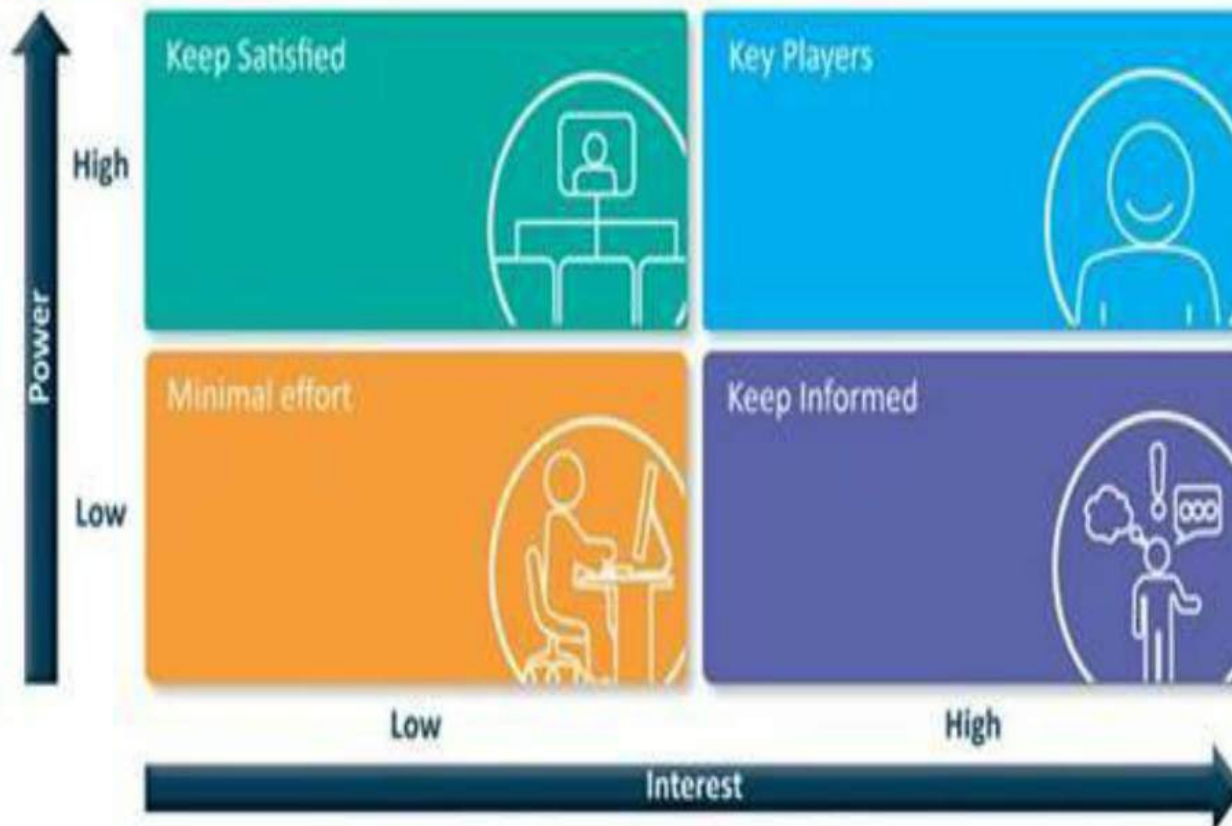 Keep Satisfied
Key Players
High
Power
Minimal effort
Keep Informed
Low
Low
High
Interest